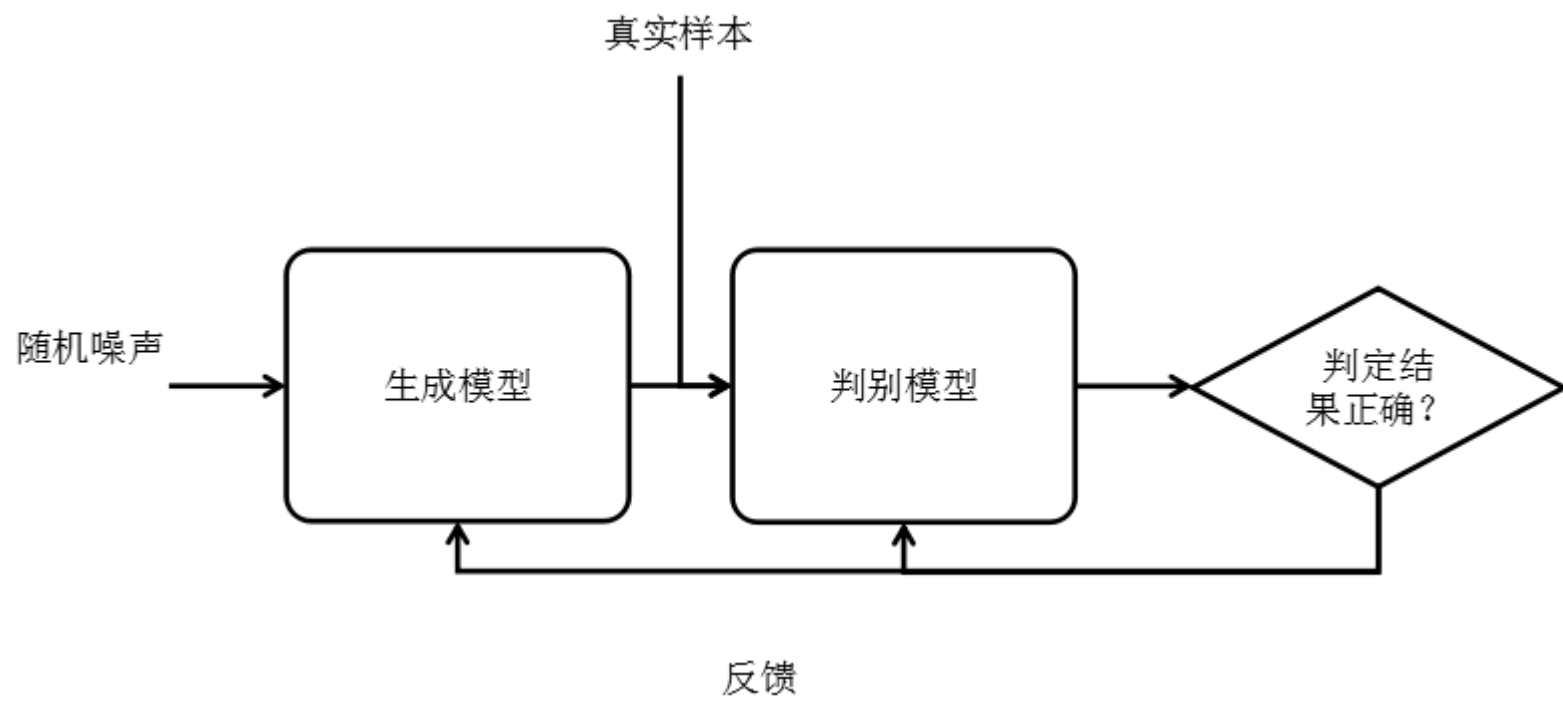 真实样本
随机噪声
生成模型
判别模型
判定结
果正确？
反馈